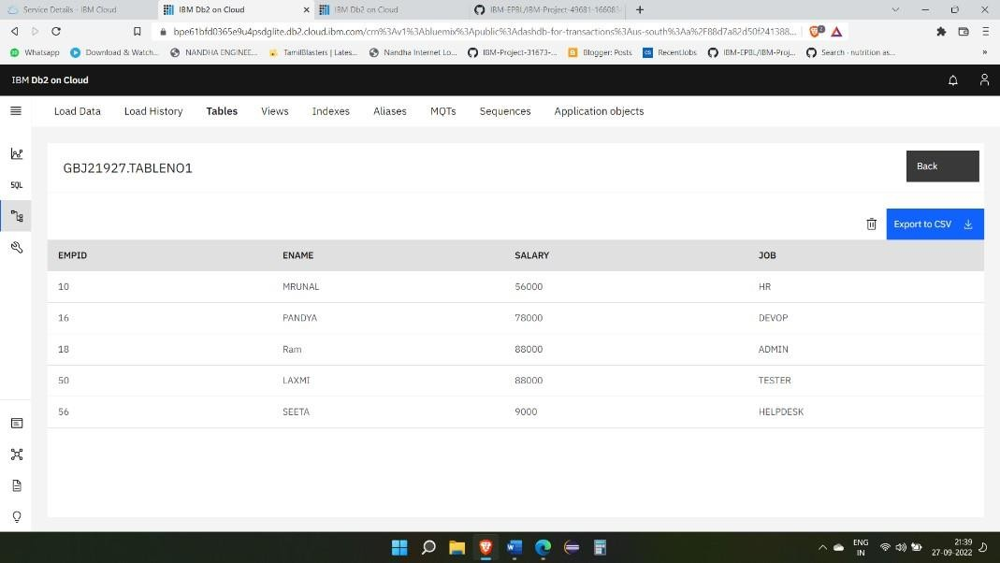 Service Details - IBM Cloud
IBM Db2 on Cloud
IBM Db2 on Cloud
IBM-EPBL/IBM-Project-49681-166083
bpe61bfd0365e9u4psdglite.db2.cloud.ibm.com/crn%3Av1%3Abluemix%3Apublic%3Adashdb-for-transactions%3Aus-south%3Aa%2F88d7a82d50f241388...
Whatsapp
Download & Watch...
NANDHA ENGINEE...
TamilBlasters | Lates...
Nandha Internet Lo...
IBM-Project-31673-...
Blogger: Posts
RecentJobs
IBM-EPBL/IBM-Proj...
Search · nutrition as...
»
IBM Db2 on Cloud
Load Data
Load History
Tables
Views
Indexes
Aliases
MQTs
Sequences
Application objects
SQL
GBJ21927.TABLENO1
Back
Export to CSV
EMPID ENAME SALARY JOB
10 MRUNAL 56000 HR
16 PANDYA 78000 DEVOP
18 Ram 88000 ADMIN
50 LAXMI 88000 TESTER
56 SEETA 9000 HELPDESK
ENG
IN
21:39
27-09-2022